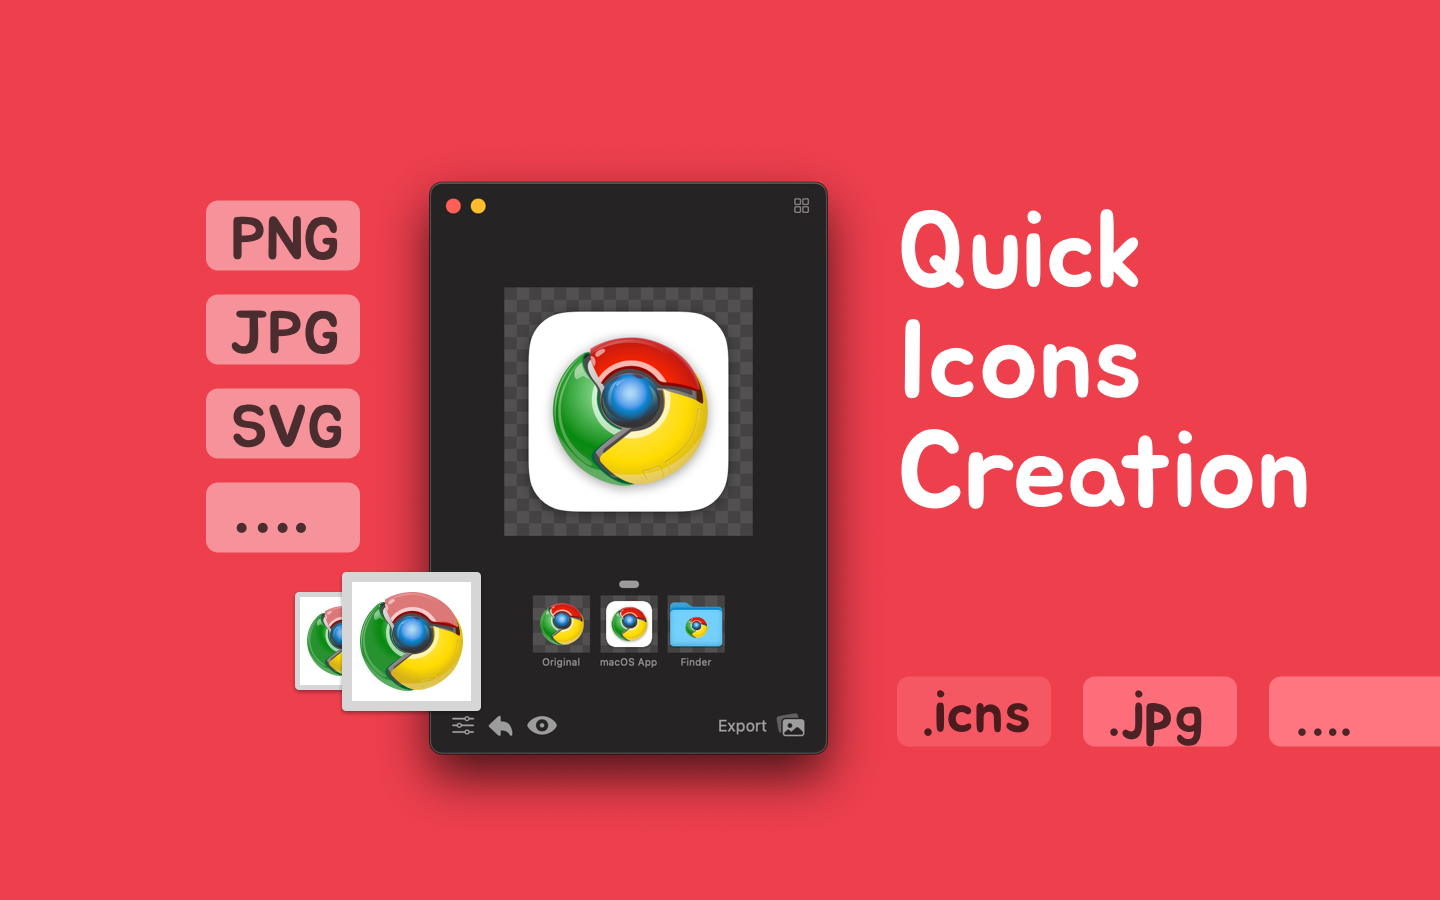 PNG
JPG
SVG
....
Quick
Icons
Creation
Original
macOS App
Finder
Export
.icns
.jpg
....